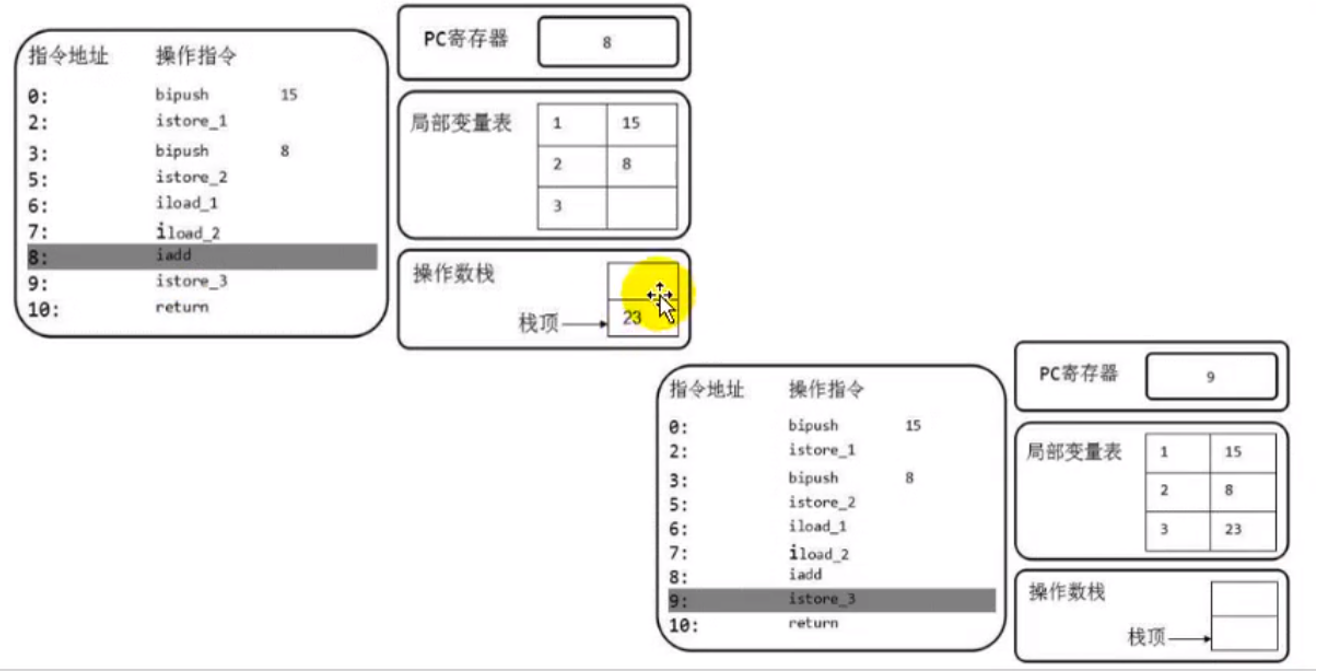 指令地址 操作指令
0: bipush 15
2: istore_1
3: bipush 8
5: istore_2
6: iload_1
7: iload_2
8: iadd
9: istore_3
10: return
PC寄存器 8
局部变量表 1 15
2 8
3
操作数栈
栈顶 23
指令地址 操作指令
0: bipush 15
2: istore_1
3: bipush 8
5: istore_2
6: iload_1
7: iload_2
8: iadd
9: istore_3
10: return
PC寄存器 9
局部变量表 1 15
2 8
3 23
操作数栈
栈顶